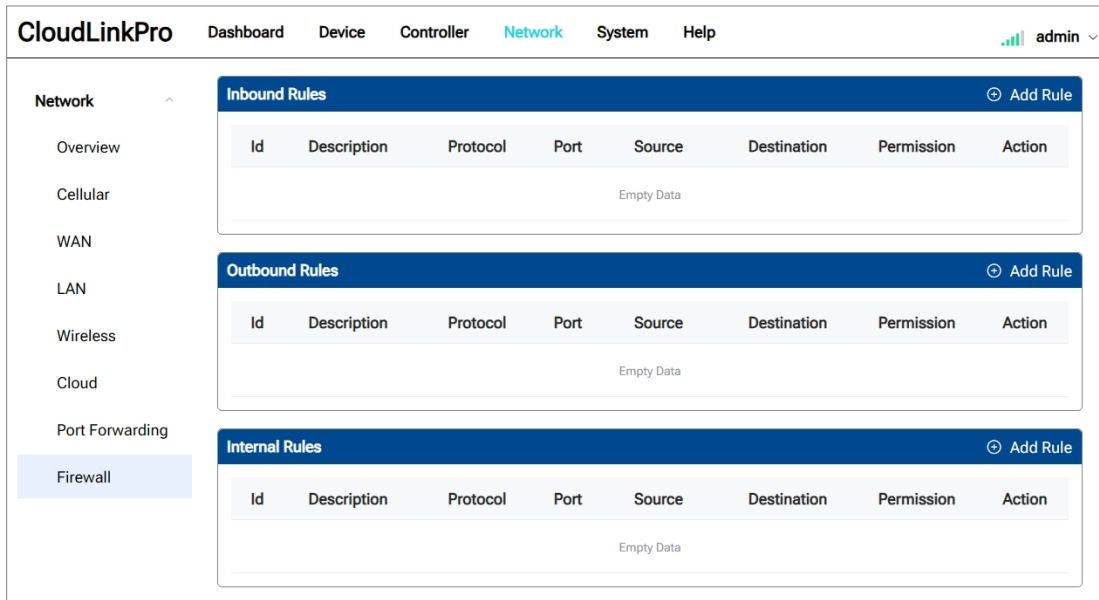 CloudLinkPro Dashboard Device Controller Network System Help admin
Network
Overview
Cellular
WAN
LAN
Wireless
Cloud
Port Forwarding
Firewall
Inbound Rules Add Rule
Id Description Protocol Port Source Destination Permission Action
Empty Data
Outbound Rules Add Rule
Id Description Protocol Port Source Destination Permission Action
Empty Data
Internal Rules Add Rule
Id Description Protocol Port Source Destination Permission Action
Empty Data